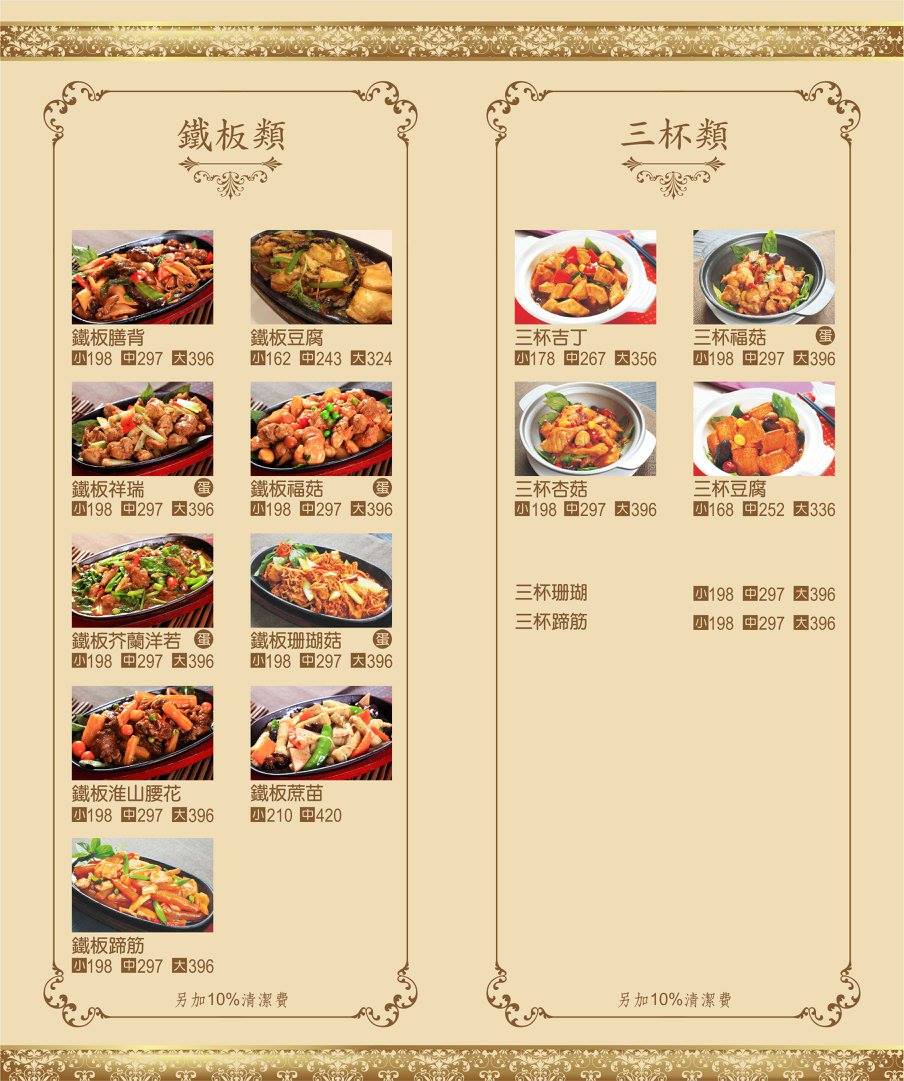 鐵板類
鐵板膳背
小198 中297 大396
鐵板豆腐
小162 中243 大324
鐵板祥瑞 蛋
小198 中297 大396
鐵板福菇 蛋
小198 中297 大396
鐵板芥蘭洋若 蛋
小198 中297 大396
鐵板珊瑚菇 蛋
小198 中297 大396
鐵板淮山腰花
小198 中297 大396
鐵板蔗苗
小210 中420
鐵板蹄筋
小198 中297 大396
另加10%清潔費
三杯類
三杯吉丁
小178 中267 大356
三杯福菇 蛋
小198 中297 大396
三杯杏菇
小198 中297 大396
三杯豆腐
小168 中252 大336
三杯珊瑚 小198 中297 大396
三杯蹄筋 小198 中297 大396
另加10%清潔費